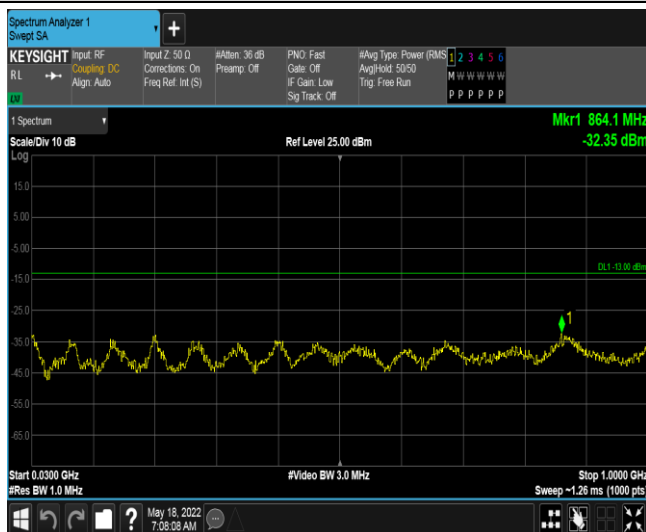 Spectrum Analyzer 1
Swept SA
KEYSIGHT
RL
Input: RF
Coupling: DC
Align: Auto
Input Z: 50 Ω
Corrections: On
Freq Ref: Int (S)
#Atten: 36 dB
Preamp: Off
PNO: Fast
Gate: Off
IF Gain: Low
Sig Track: Off
#Avg Type: Power (RMS
Avg|Hold: 50/50
Trig: Free Run
1 2 3 4 5 6
M W W W W W
P P P P P P
1 Spectrum
Mkr1 864.1 MHz
Scale/Div 10 dB
Ref Level 25.00 dBm
-32.35 dBm
Log
15.0
5.00
-5.00
DL1 -13.00 dBm
-15.0
-25.0
1
-35.0
-45.0
-55.0
-65.0
Start 0.0300 GHz
#Video BW 3.0 MHz
Stop 1.0000 GHz
#Res BW 1.0 MHz
Sweep ~1.26 ms (1000 pts)
?
May 18, 2022
7:08:08 AM